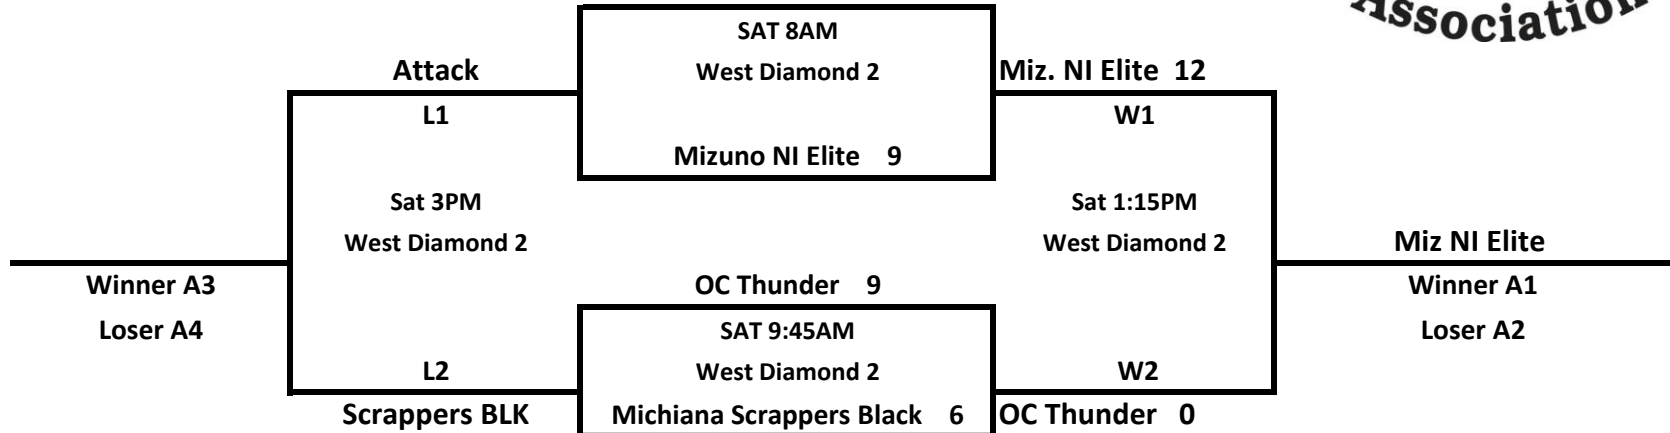 Association
SAT 8AM
Attack
West Diamond 2
Miz. NI Elite 12
L1
W1
Mizuno NI Elite 9
Sat 3PM
Sat 1:15PM
West Diamond 2
West Diamond 2
Miz NI Elite
Winner A3
OC Thunder 9
Winner A1
Loser A4
SAT 9:45AM
Loser A2
L2
West Diamond 2
W2
Scrappers BLK
Michiana Scrappers Black 6
OC Thunder 0